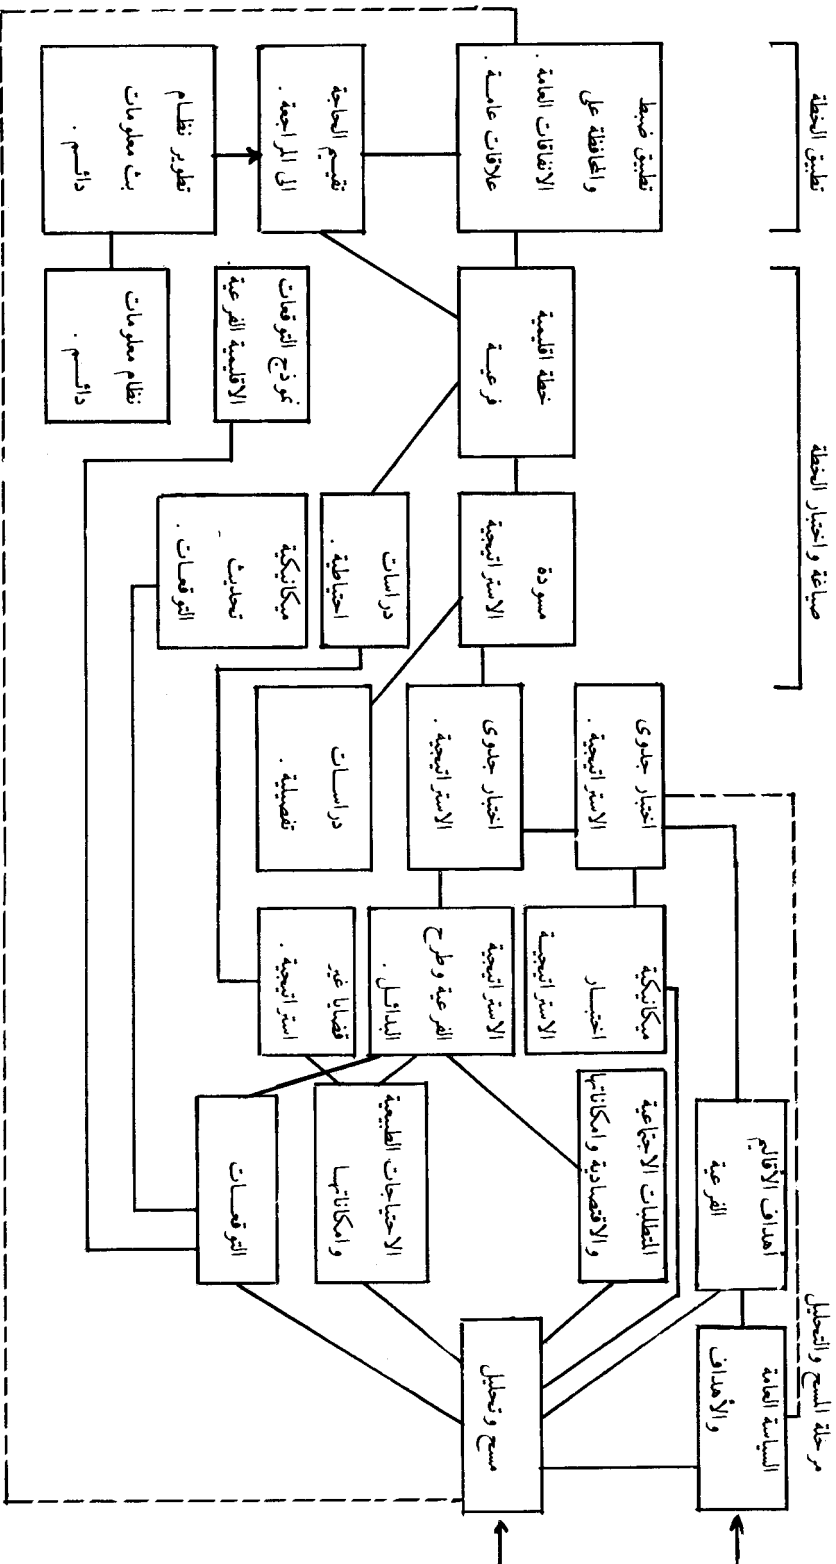 مرحلة المسح والتحليل
صياغة واختبار الخطة
تطبيق الخطة
السياسة العامة
والأهداف
مسح وتحليل
أهداف الأقاليم
الفرعية
المتطلبات الاجتماعية
والاقتصادية وامكاناتها
الاحتياجات الطبيعية
وامكاناتها
التوقعات
ميكانيكية
اختبار
الاستراتيجية
الاستراتيجية
الفرعية وطرح
البدائل .
قضايا غير
استراتيجية .
اختبار جدوى
الاستراتيجية .
اختبار جدوى
الاستراتيجية .
دراسات
تفصيلية .
مسودة
الاستراتيجية
دراسات
احتياطية .
ميكانيكية
تحديث
التوقعات .
خطة اقليمية
فرعية
نموذج التوقعات
الاقليمية الفرعية .
نظام معلومات
دائم .
تطبيق ضبط
والمحافظة على
الاتفاقات العامة .
علاقات عامة .
تقييم الحاجة
الى المراجعة .
تطوير نظام
بث معلومات
دائم .